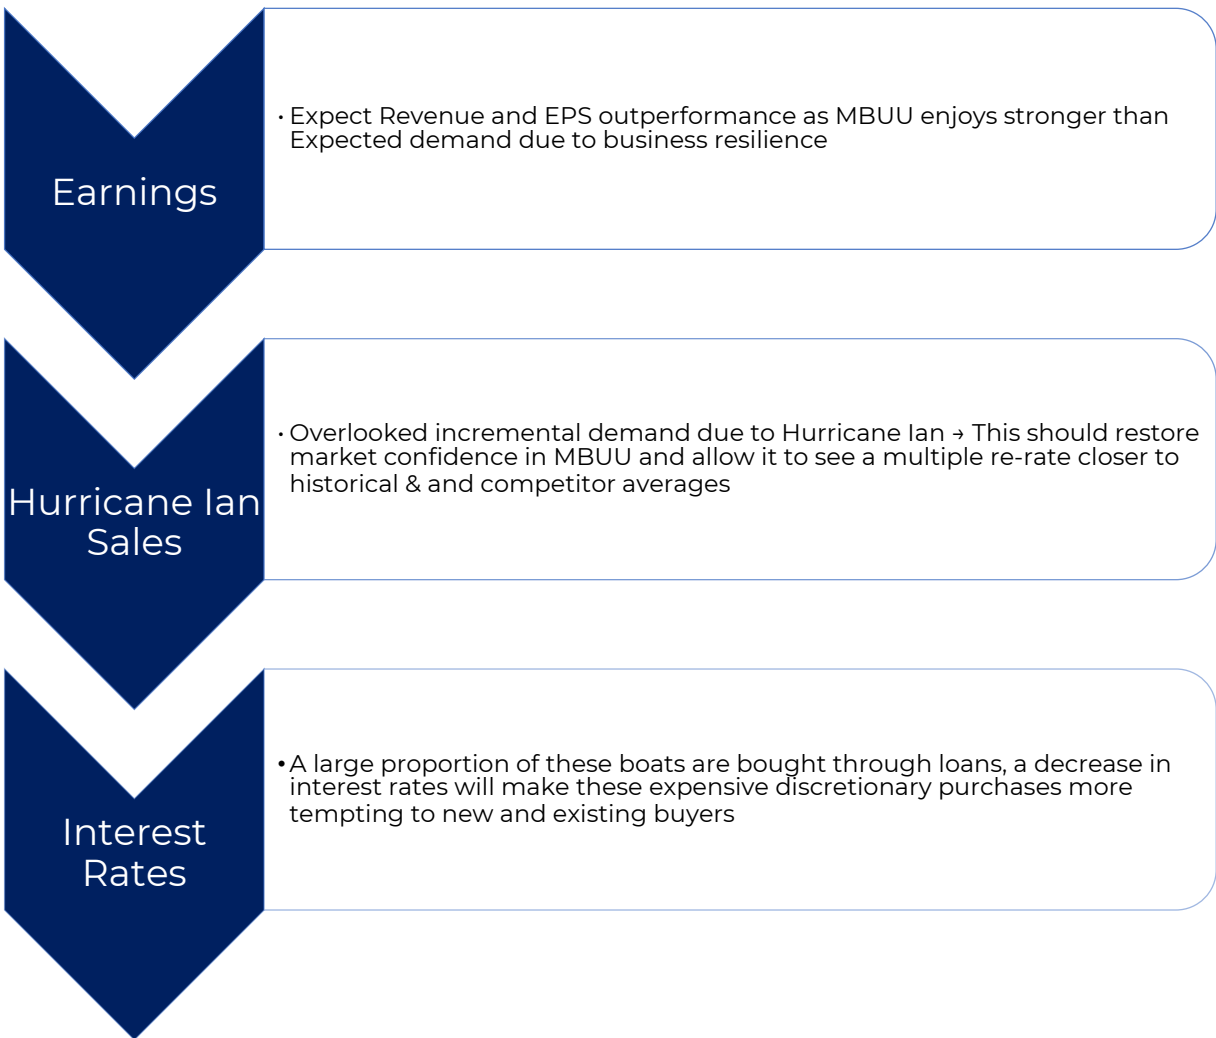 Earnings
· Expect Revenue and EPS outperformance as MBUU enjoys stronger than
Expected demand due to business resilience
Hurricane Ian
Sales
· Overlooked incremental demand due to Hurricane Ian → This should restore
market confidence in MBUU and allow it to see a multiple re-rate closer to
historical & and competitor averages
Interest
Rates
• A large proportion of these boats are bought through loans, a decrease in
interest rates will make these expensive discretionary purchases more
tempting to new and existing buyers